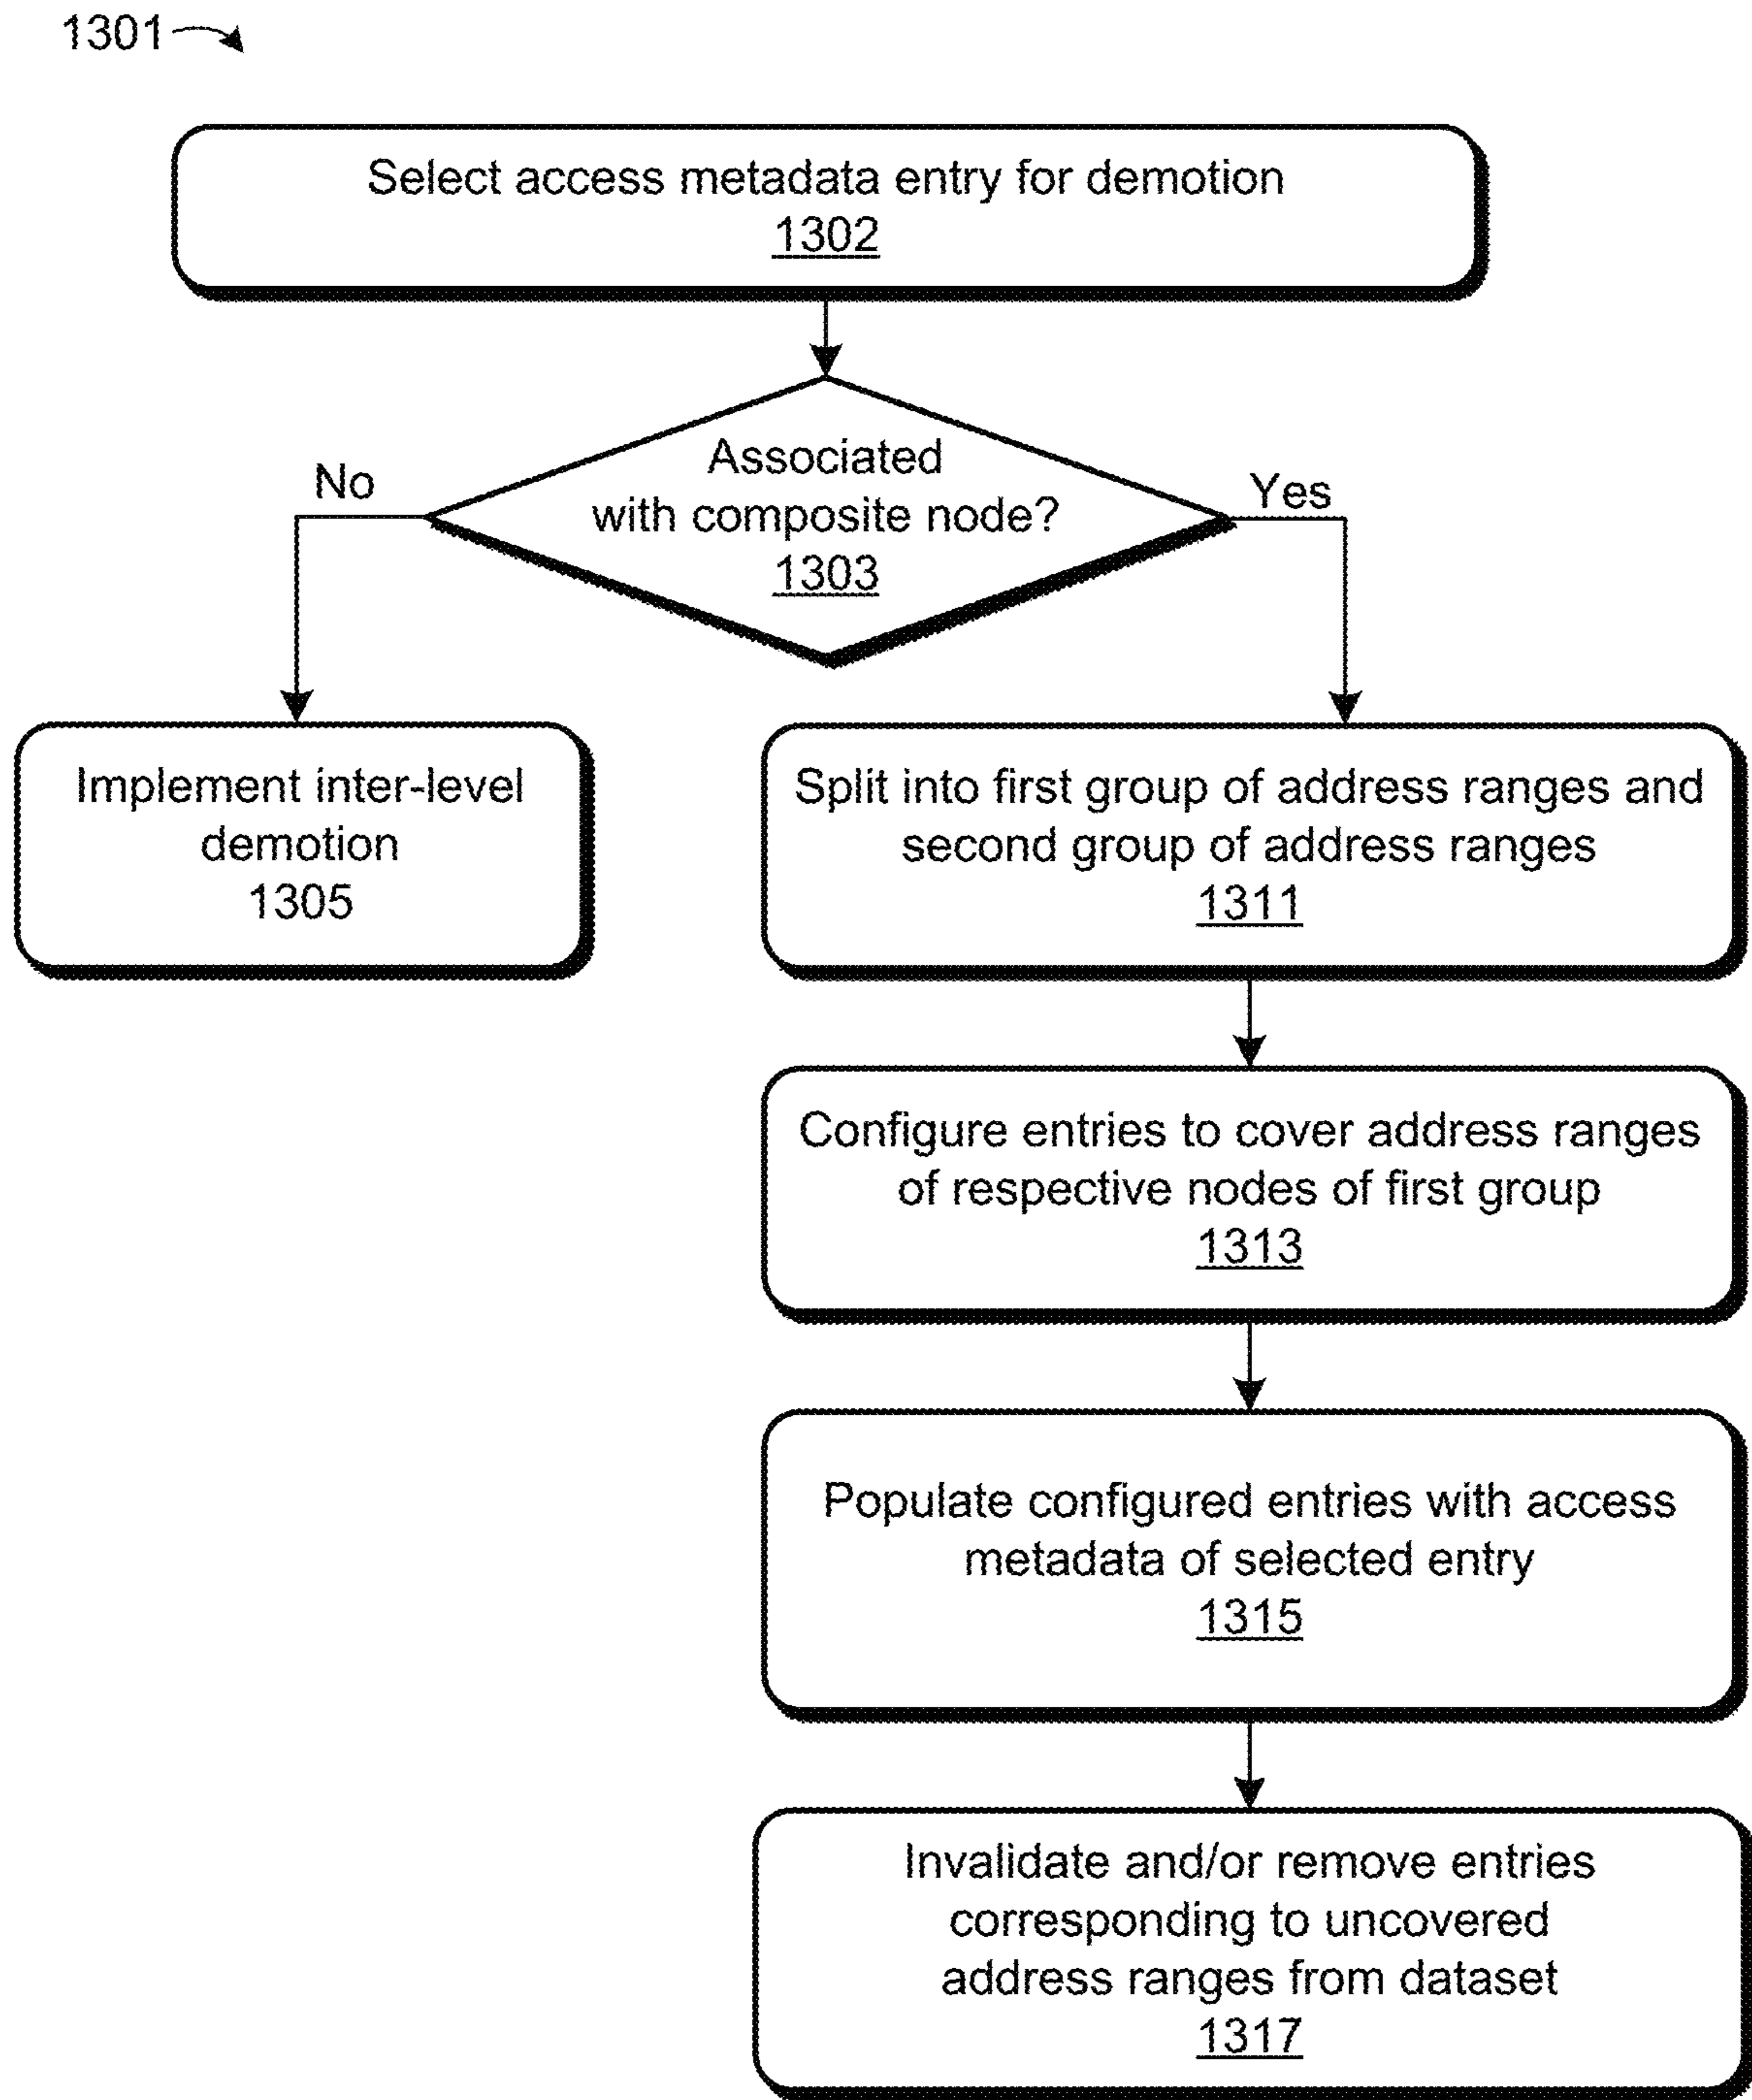 1301
Select access metadata entry for demotion
1302
Associated
with composite node?
1303
No
Yes
Implement inter-level
demotion
1305
Split into first group of address ranges and
second group of address ranges
1311
Configure entries to cover address ranges
of respective nodes of first group
1313
Populate configured entries with access
metadata of selected entry
1315
Invalidate and/or remove entries
corresponding to uncovered
address ranges from dataset
1317